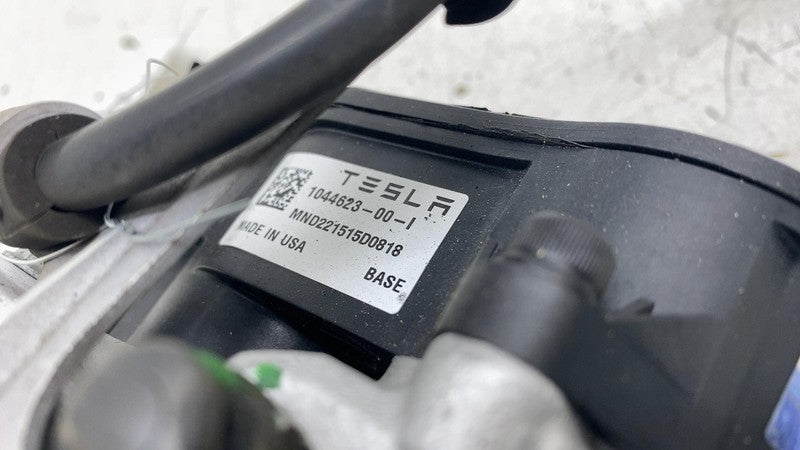 TESLA
1044623-00-I
MND221515D0818
MADE IN USA
BASE